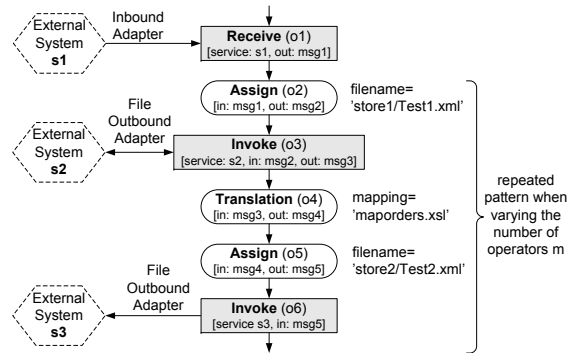 External
System
s1
Inbound
Adapter
Receive (o1)
[service: s1, out: msg1]
Assign (o2)
[in: msg1, out: msg2]
filename=
'store1/Test1.xml'
External
System
s2
File
Outbound
Adapter
Invoke (o3)
[service: s2, in: msg2, out: msg3]
Translation (o4)
[in: msg3, out: msg4]
mapping=
'maporders.xsl'
repeated
pattern when
varying the
number of
operators m
Assign (o5)
[in: msg4, out: msg5]
filename=
'store2/Test2.xml'
External
System
s3
File
Outbound
Adapter
Invoke (o6)
[service s3, in: msg5]